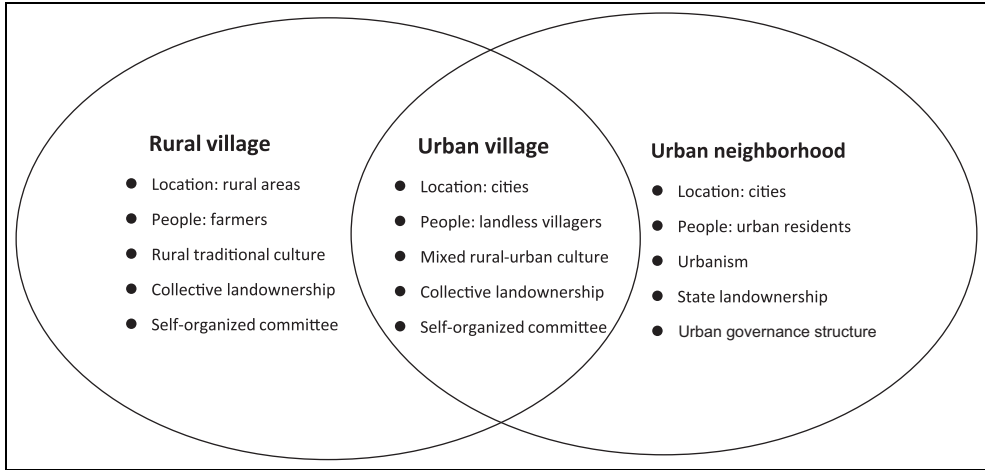 Rural village
● Location: rural areas
● People: farmers
● Rural traditional culture
● Collective landownership
● Self-organized committee
Urban village
● Location: cities
● People: landless villagers
● Mixed rural-urban culture
● Collective landownership
● Self-organized committee
Urban neighborhood
● Location: cities
● People: urban residents
● Urbanism
● State landownership
● Urban governance structure